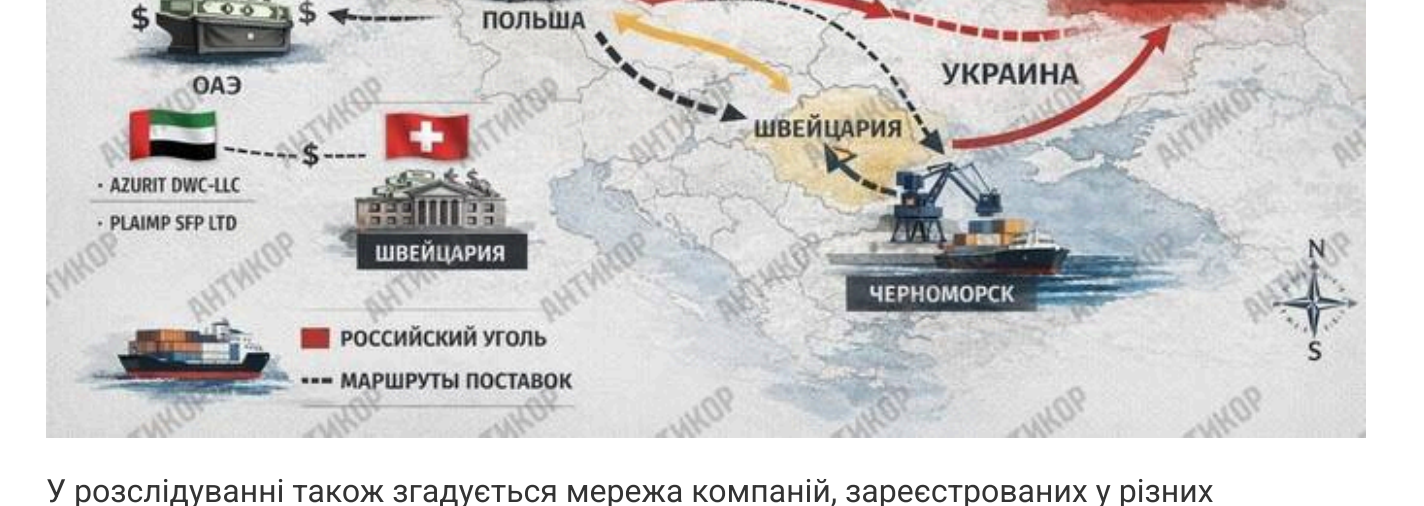 $ $
ПОЛЬША
ОАЭ
УКРАИНА
ШВЕЙЦАРИЯ
$
· AZURIT DWC-LLC
· PLAIMP SFP LTD
ШВЕЙЦАРИЯ
N
ЧЕРНОМОРСК
S
РОССИЙСКИЙ УГОЛЬ
МАРШРУТЫ ПОСТАВОК
АНТИКОР
У розслідуванні також згадується мережа компаній, зареєстрованих у різних